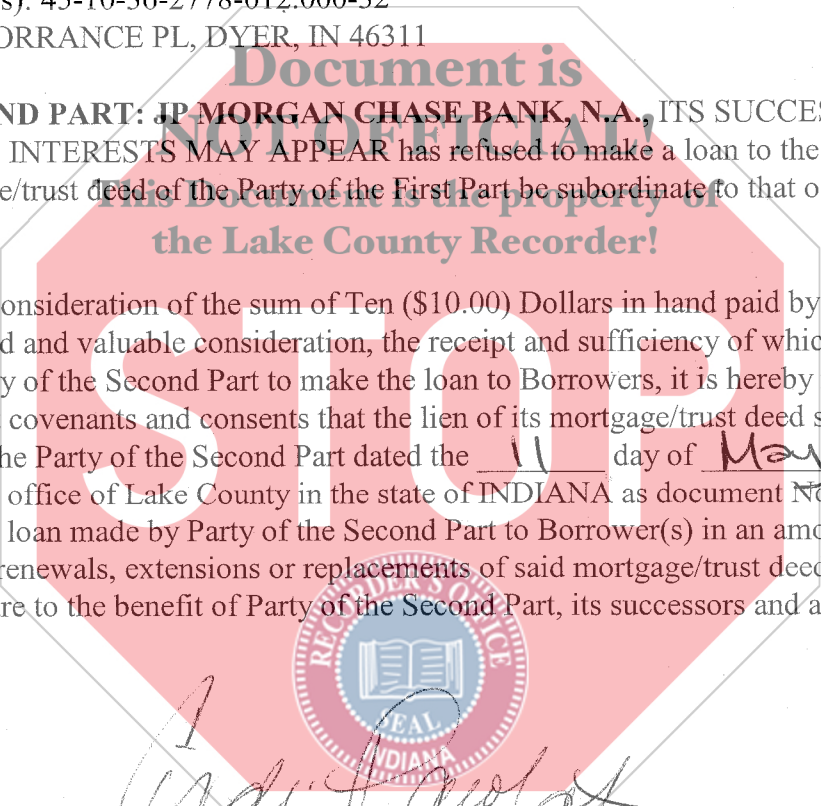 s): 45-10-36-2778-012.000-32
ORRANCE PL, DYER, IN 46311
Document is
ND PART: JP MORGAN CHASE BANK, N.A., ITS SUCCES
NOT OFFICIAL!
INTERESTS MAY APPEAR has refused to make a loan to the
e/trust deed of the Party of the First Part be subordinate to that o
This Document is the property of
the Lake County Recorder!
onsideration of the sum of Ten ($10.00) Dollars in hand paid by
d and valuable consideration, the receipt and sufficiency of whic
y of the Second Part to make the loan to Borrowers, it is hereby
covenants and consents that the lien of its mortgage/trust deed s
he Party of the Second Part dated the 11 day of May
office of Lake County in the state of INDIANA as document No
loan made by Party of the Second Part to Borrower(s) in an amo
renewals, extensions or replacements of said mortgage/trust deed
re to the benefit of Party of the Second Part, its successors and a
STOP
RECORDER'S OFFICE
SEAL
INDIANA